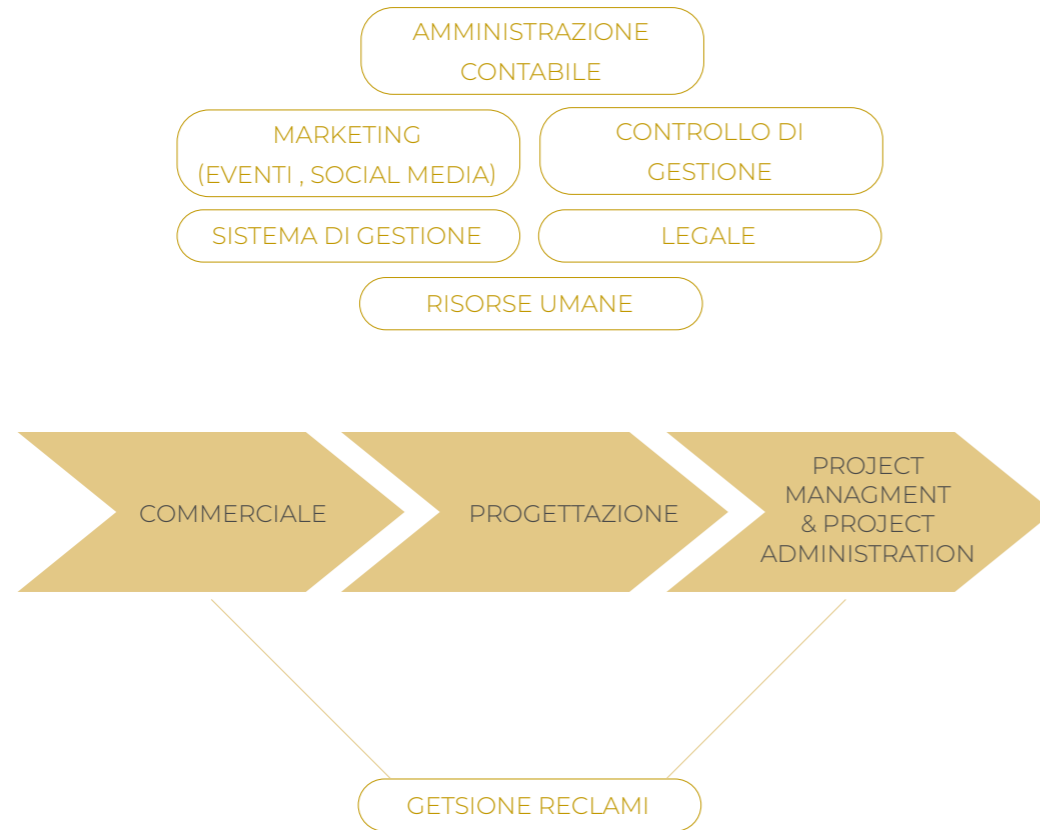 AMMINISTRAZIONE
CONTABILE
MARKETING
(EVENTI , SOCIAL MEDIA)
CONTROLLO DI
GESTIONE
SISTEMA DI GESTIONE
LEGALE
RISORSE UMANE
COMMERCIALE
PROGETTAZIONE
PROJECT
MANAGMENT
& PROJECT
ADMINISTRATION
GETSIONE RECLAMI